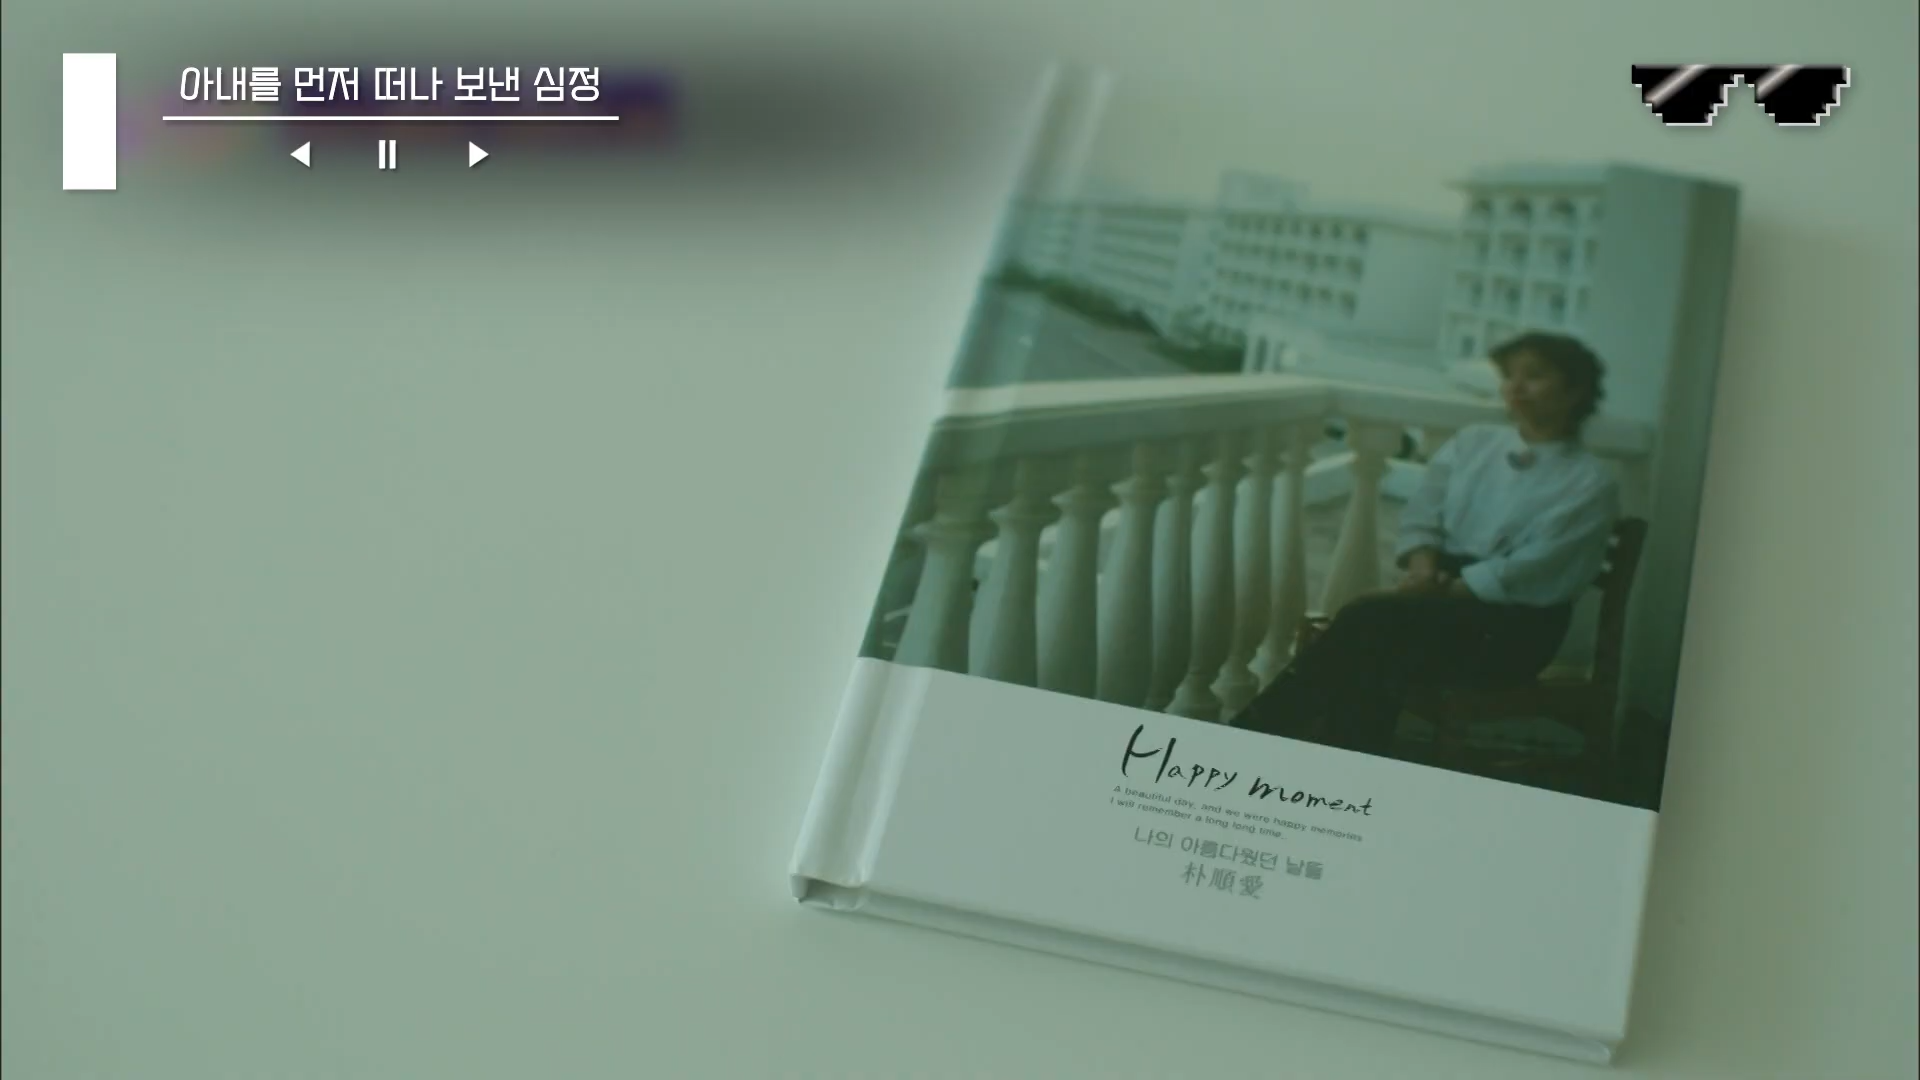 아내를 먼저 떠나 보낸 심정
Happy moment
A beautiful day, and we were happy memories
I will remember a long long time..
나의 아름다웠던 날들
朴順愛